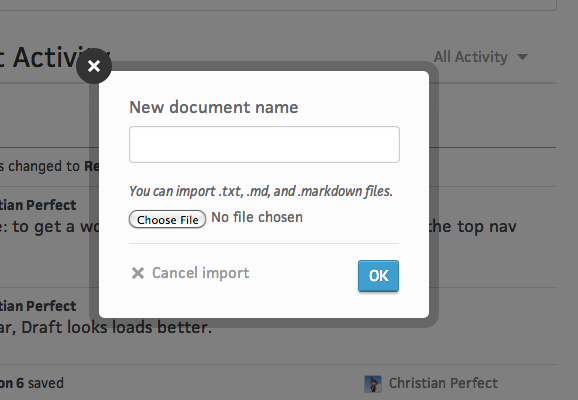 t Activity
All Activity
New document name
s changed to Re
You can import .txt, .md, and .markdown files.
tian Perfect
Choose File No file chosen
e: to get a wo
the top nav
Cancel import
OK
tian Perfect
ar, Draft looks loads better.
on 6 saved
Christian Perfect